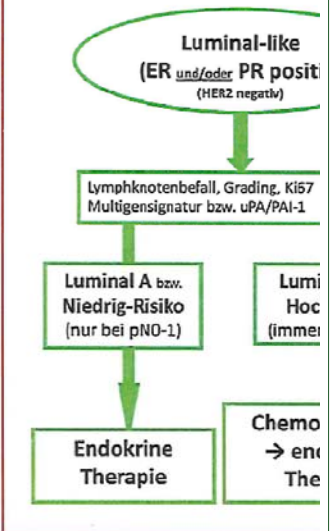 Luminal-like
(ER und/oder PR positi
(HER2 negativ)
Lymphknotenbefall, Grading, Ki67
Multigensignatur bzw. uPA/PAI-1
Luminal A bzw.
Niedrig-Risiko
(nur bei pN0-1)
Lumi
Hoc
(immer
Endokrine
Therapie
Chemo
→ end
The